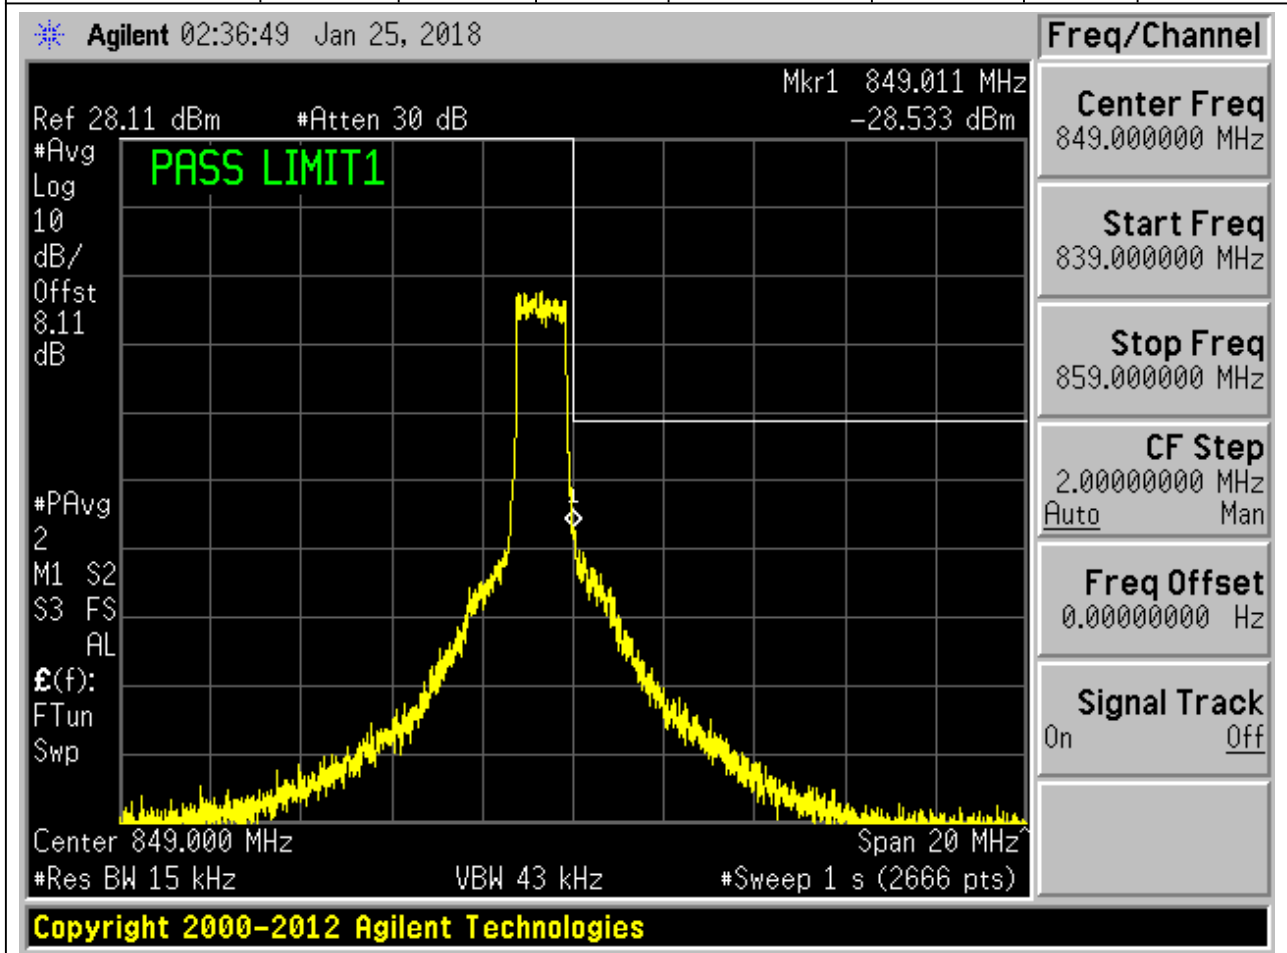 Agilent 02:36:49 Jan 25, 2018
Freq/Channel
Mkr1 849.011 MHz
Ref 28.11 dBm #Atten 30 dB -28.533 dBm
#Avg
Log
10
dB/
Offst
8.11
dB
PASS LIMIT1
1
#PAvg
2
M1 S2
S3 FS
AL
£(f):
FTun
Swp
Center 849.000 MHz Span 20 MHz^
#Res BW 15 kHz VBW 43 kHz #Sweep 1 s (2666 pts)
Center Freq
849.000000 MHz
Start Freq
839.000000 MHz
Stop Freq
859.000000 MHz
CF Step
2.00000000 MHz
Auto Man
Freq Offset
0.00000000 Hz
Signal Track
On Off
Copyright 2000-2012 Agilent Technologies